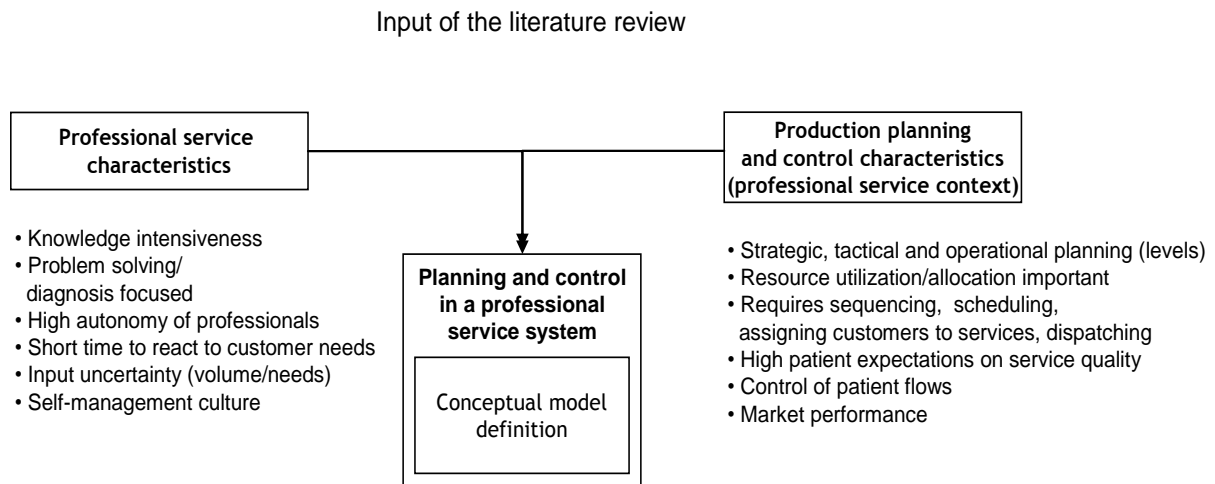 Input of the literature review
Professional service
characteristics
• Knowledge intensiveness
• Problem solving/
diagnosis focused
• High autonomy of professionals
• Short time to react to customer needs
• Input uncertainty (volume/needs)
• Self-management culture
Planning and control
in a professional
service system
Conceptual model
definition
Production planning
and control characteristics
(professional service context)
• Strategic, tactical and operational planning (levels)
• Resource utilization/allocation important
• Requires sequencing, scheduling,
assigning customers to services, dispatching
• High patient expectations on service quality
• Control of patient flows
• Market performance